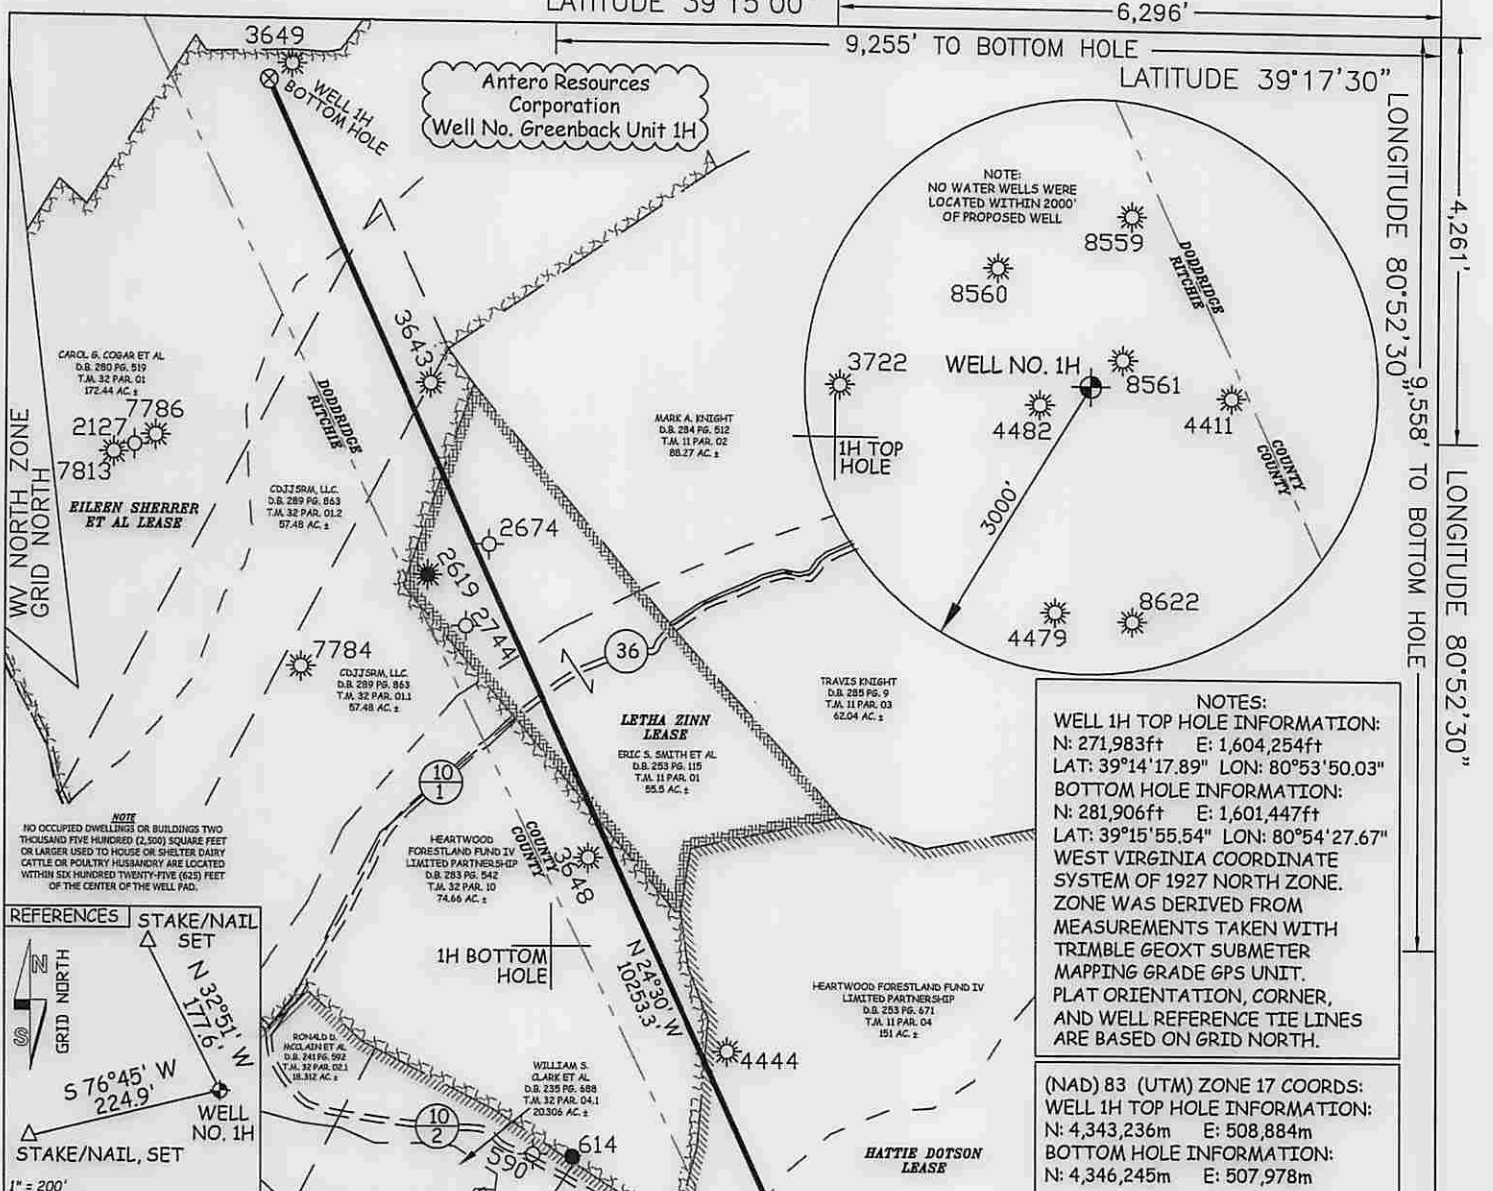 LATITUDE 39°15'00"
6,296'
9,255' TO BOTTOM HOLE
LATITUDE 39°17'30"
LONGITUDE 80°52'30"
4,261'
9,558' TO BOTTOM HOLE
LONGITUDE 80°52'30"
3649
WELL 1H
BOTTOM HOLE
Antero Resources
Corporation
Well No. Greenback Unit 1H
NOTE:
NO WATER WELLS WERE
LOCATED WITHIN 2000'
OF PROPOSED WELL
8559
8560
DODDRIDGE
RITCHIE
3722
WELL NO. 1H
8561
4482
4411
1H TOP
HOLE
COUNTY
COUNTY
3000'
4479
8622
WV NORTH ZONE
GRID NORTH
CAROL G. COGAR ET AL
D.B. 280 PG. 519
T.M. 32 PAR. 01
172.44 AC. ±
2127
7786
7813
EILEEN SHERRER
ET AL LEASE
DODDRIDGE
RITCHIE
3643
CDJJSRM, LLC.
D.B. 289 PG. 863
T.M. 32 PAR. 01.2
57.48 AC. ±
MARK A. KNIGHT
D.B. 284 PG. 512
T.M. 11 PAR. 02
88.27 AC. ±
2674
2619
2744
7784
CDJJSRM, LLC.
D.B. 289 PG. 863
T.M. 32 PAR. 01.1
57.48 AC. ±
36
TRAVIS KNIGHT
D.B. 285 PG. 9
T.M. 11 PAR. 03
62.04 AC. ±
LETHA ZINN
LEASE
ERIC S. SMITH ET AL
D.B. 253 PG. 115
T.M. 11 PAR. 01
55.5 AC. ±
10
1
NOTE
NO OCCUPIED DWELLINGS OR BUILDINGS TWO
THOUSAND FIVE HUNDRED (2,500) SQUARE FEET
OR LARGER USED TO HOUSE OR SHELTER DAIRY
CATTLE OR POULTRY HUSBANDRY ARE LOCATED
WITHIN SIX HUNDRED TWENTY-FIVE (625) FEET
OF THE CENTER OF THE WELL PAD.
HEARTWOOD
FORESTLAND FUND IV
LIMITED PARTNERSHIP
D.B. 283 PG. 542
T.M. 32 PAR. 10
74.66 AC. ±
COUNTY
COUNTY
3648
1H BOTTOM
HOLE
N 24°30' W
10253.3'
HEARTWOOD FORESTLAND FUND IV
LIMITED PARTNERSHIP
D.B. 253 PG. 671
T.M. 11 PAR. 04
151 AC. ±
4444
RONALD D.
MCCLAIN ET AL
D.B. 241 PG. 592
T.M. 32 PAR. 02.1
18.312 AC. ±
WILLIAM S.
CLARK ET AL
D.B. 235 PG. 688
T.M. 32 PAR. 04.1
20.306 AC. ±
10
2
590
614
HATTIE DOTSON
LEASE
REFERENCES
N
S
GRID NORTH
STAKE/NAIL
SET
N 32°51' W
177.6'
S 76°45' W
224.9'
WELL
NO. 1H
STAKE/NAIL, SET
1" = 200'
NOTES:
WELL 1H TOP HOLE INFORMATION:
N: 271,983ft E: 1,604,254ft
LAT: 39°14'17.89" LON: 80°53'50.03"
BOTTOM HOLE INFORMATION:
N: 281,906ft E: 1,601,447ft
LAT: 39°15'55.54" LON: 80°54'27.67"
WEST VIRGINIA COORDINATE
SYSTEM OF 1927 NORTH ZONE.
ZONE WAS DERIVED FROM
MEASUREMENTS TAKEN WITH
TRIMBLE GEOXT SUBMETER
MAPPING GRADE GPS UNIT.
PLAT ORIENTATION, CORNER,
AND WELL REFERENCE TIE LINES
ARE BASED ON GRID NORTH.
(NAD) 83 (UTM) ZONE 17 COORDS:
WELL 1H TOP HOLE INFORMATION:
N: 4,343,236m E: 508,884m
BOTTOM HOLE INFORMATION:
N: 4,346,245m E: 507,978m